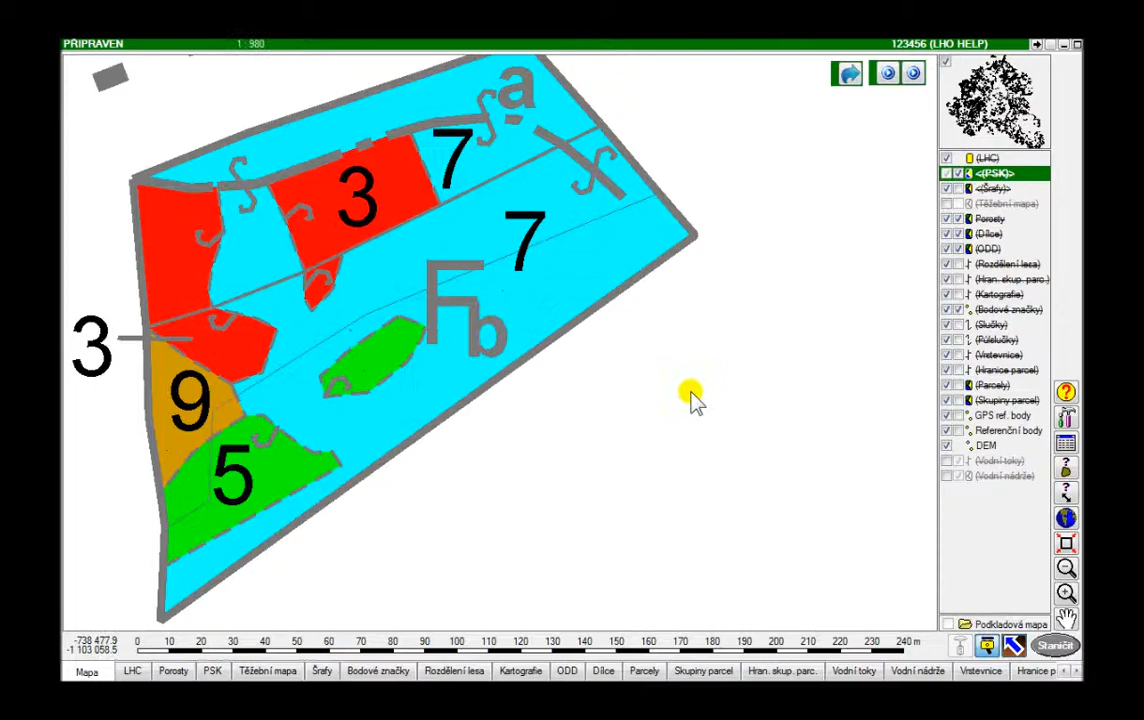 PŘIPRAVEN 1 : 980 123456 (LHO HELP)
a
7
3
7
F
b
3
9
5
(LHC)
<(PSK)>
<(Šrafy)>
(Těžební mapa)
Porosty
(Dílce)
(ODD)
(Rozdělení lesa)
(Hran. skup. parc.)
(Kartografie)
(Bodové značky)
(Slučky)
(Půlslučky)
(Vrstevnice)
(Hranice parcel)
(Parcely)
(Skupiny parcel)
GPS ref. body
Referenční body
DEM
(Vodní toky)
(Vodní nádrže)
Podkladová mapa
-738 477.9
-1 103 058.5
0 10 20 30 40 50 60 70 80 90 100 110 120 130 140 150 160 170 180 190 200 210 220 230 240 m
Staničit
Mapa LHC Porosty PSK Těžební mapa Šrafy Bodové značky Rozdělení lesa Kartografie ODD Dílce Parcely Skupiny parcel Hran. skup. parc. Vodní toky Vodní nádrže Vrstevnice Hranice p